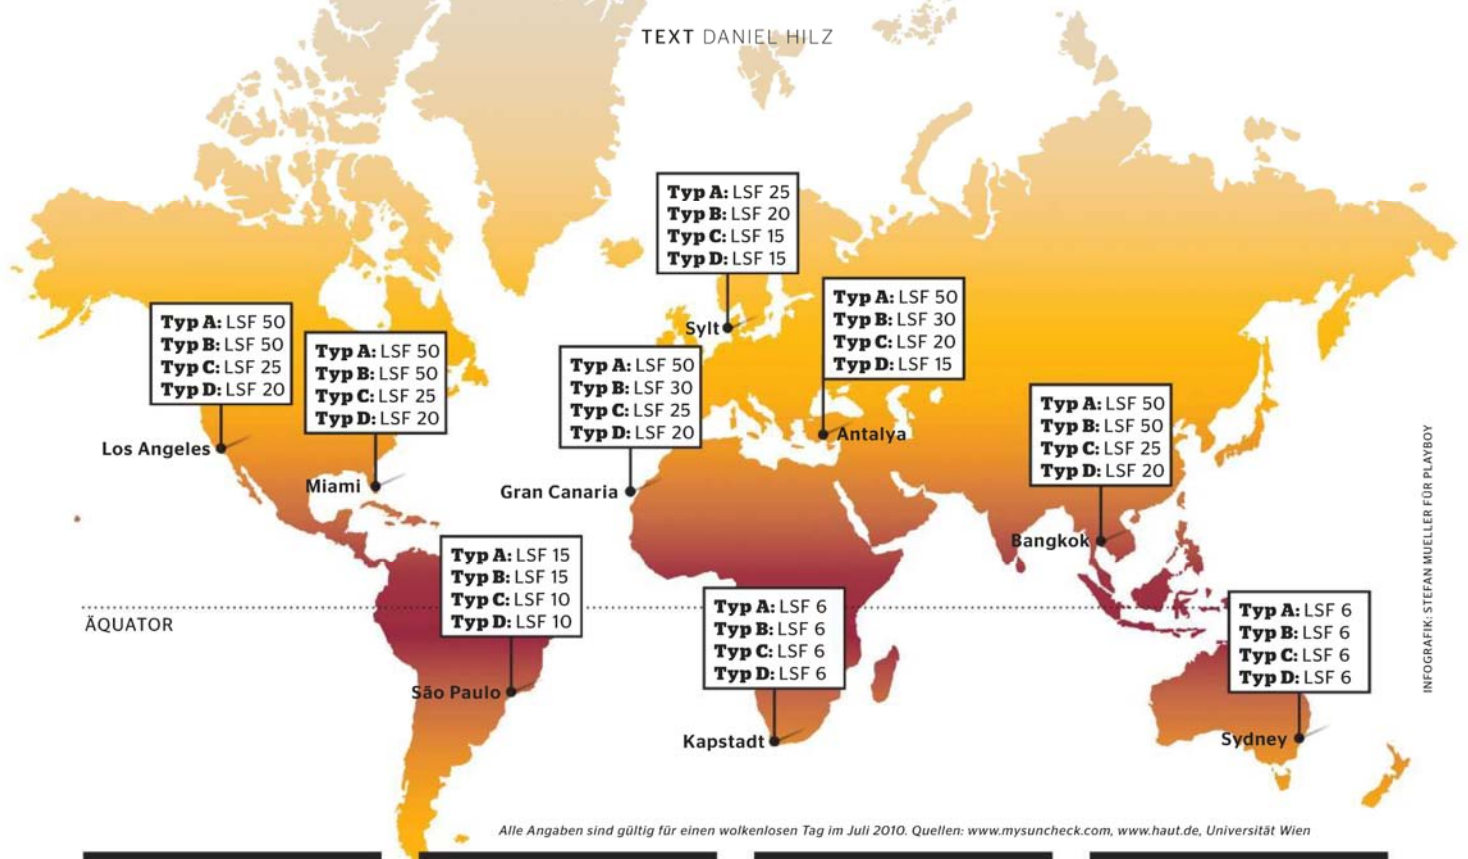 TEXT DANIEL HILZ
Typ A: LSF 25
Typ B: LSF 20
Typ C: LSF 15
Typ D: LSF 15
Sylt
Typ A: LSF 50
Typ B: LSF 30
Typ C: LSF 20
Typ D: LSF 15
Antalya
Typ A: LSF 50
Typ B: LSF 50
Typ C: LSF 25
Typ D: LSF 20
Los Angeles
Typ A: LSF 50
Typ B: LSF 50
Typ C: LSF 25
Typ D: LSF 20
Miami
Typ A: LSF 50
Typ B: LSF 30
Typ C: LSF 25
Typ D: LSF 20
Gran Canaria
Typ A: LSF 50
Typ B: LSF 50
Typ C: LSF 25
Typ D: LSF 20
Bangkok
Typ A: LSF 15
Typ B: LSF 15
Typ C: LSF 10
Typ D: LSF 10
São Paulo
Typ A: LSF 6
Typ B: LSF 6
Typ C: LSF 6
Typ D: LSF 6
Kapstadt
Typ A: LSF 6
Typ B: LSF 6
Typ C: LSF 6
Typ D: LSF 6
Sydney
ÄQUATOR
INFOGRAFIK: STEFAN MUELLER FÜR PLAYBOY
Alle Angaben sind gültig für einen wolkenlosen Tag im Juli 2010. Quellen: www.mysuncheck.com, www.haut.de, Universität Wien